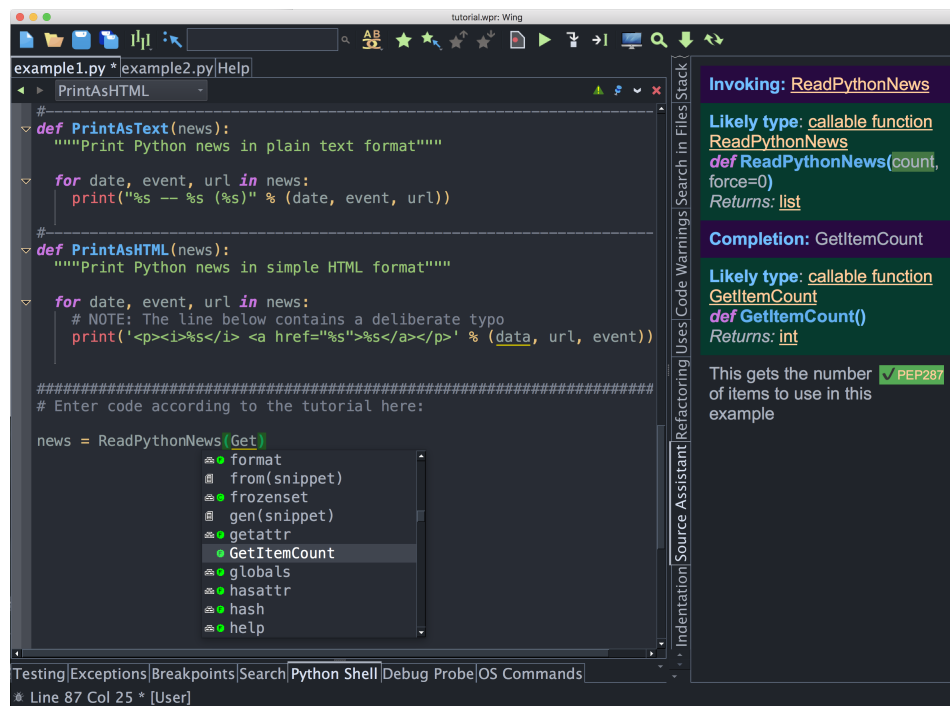 tutorial.wpr: Wing
AB
example1.py * example2.py Help
PrintAsHTML
#----------------------------------------------------------------------
def PrintAsText(news):
"""Print Python news in plain text format"""
for date, event, url in news:
print("%s -- %s (%s)" % (date, event, url))
#----------------------------------------------------------------------
def PrintAsHTML(news):
"""Print Python news in simple HTML format"""
for date, event, url in news:
# NOTE: The line below contains a deliberate typo
print('<p><i>%s</i> <a href="%s">%s</a></p>' % (data, url, event))
######################################################################
# Enter code according to the tutorial here:
news = ReadPythonNews(Get)
format
from(snippet)
frozenset
gen(snippet)
getattr
GetItemCount
globals
hasattr
hash
help
Stack
Search in Files
Code Warnings
Uses
Refactoring
Source Assistant
Indentation
Invoking: ReadPythonNews
Likely type: callable function
ReadPythonNews
def ReadPythonNews(count,
force=0)
Returns: list
Completion: GetItemCount
Likely type: callable function
GetItemCount
def GetItemCount()
Returns: int
This gets the number ✓PEP287
of items to use in this
example
Testing Exceptions Breakpoints Search Python Shell Debug Probe OS Commands
Line 87 Col 25 * [User]